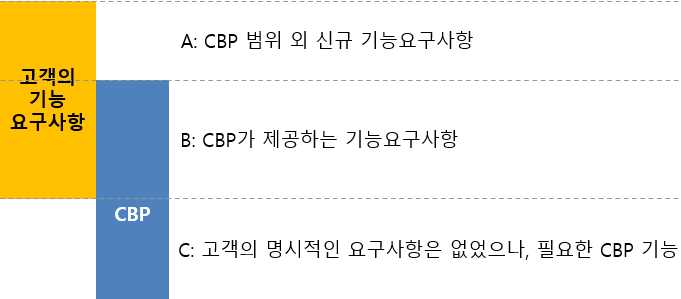 A: CBP 범위 외 신규 기능요구사항
고객의
기능
요구사항
B: CBP가 제공하는 기능요구사항
CBP
C: 고객의 명시적인 요구사항은 없었으나, 필요한 CBP 기능